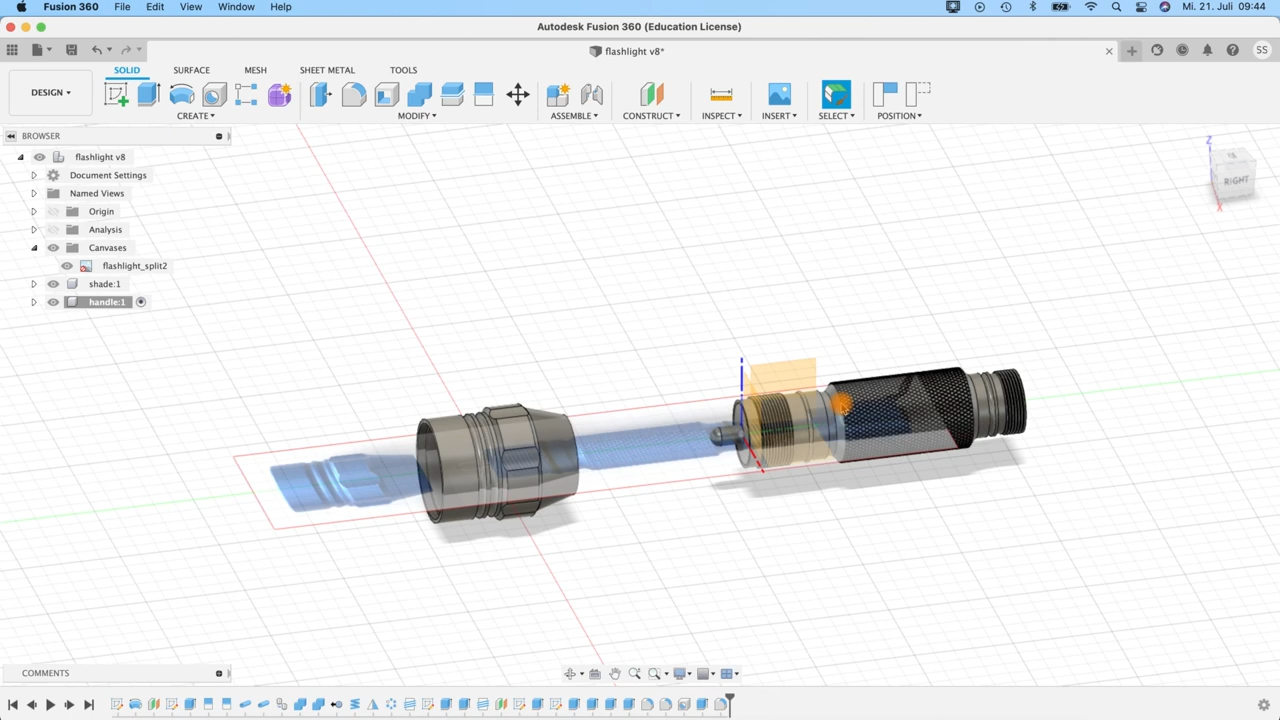 Fusion 360 File Edit View Window Help Mi. 21. Juli 09:44
Autodesk Fusion 360 (Education License)
flashlight v8*
SS
SOLID SURFACE MESH SHEET METAL TOOLS
DESIGN
CREATE MODIFY ASSEMBLE CONSTRUCT INSPECT INSERT SELECT POSITION
BROWSER
flashlight v8
Document Settings
Named Views
Origin
Analysis
Canvases
flashlight_split2
shade:1
handle:1
Z
RIGHT
X
COMMENTS